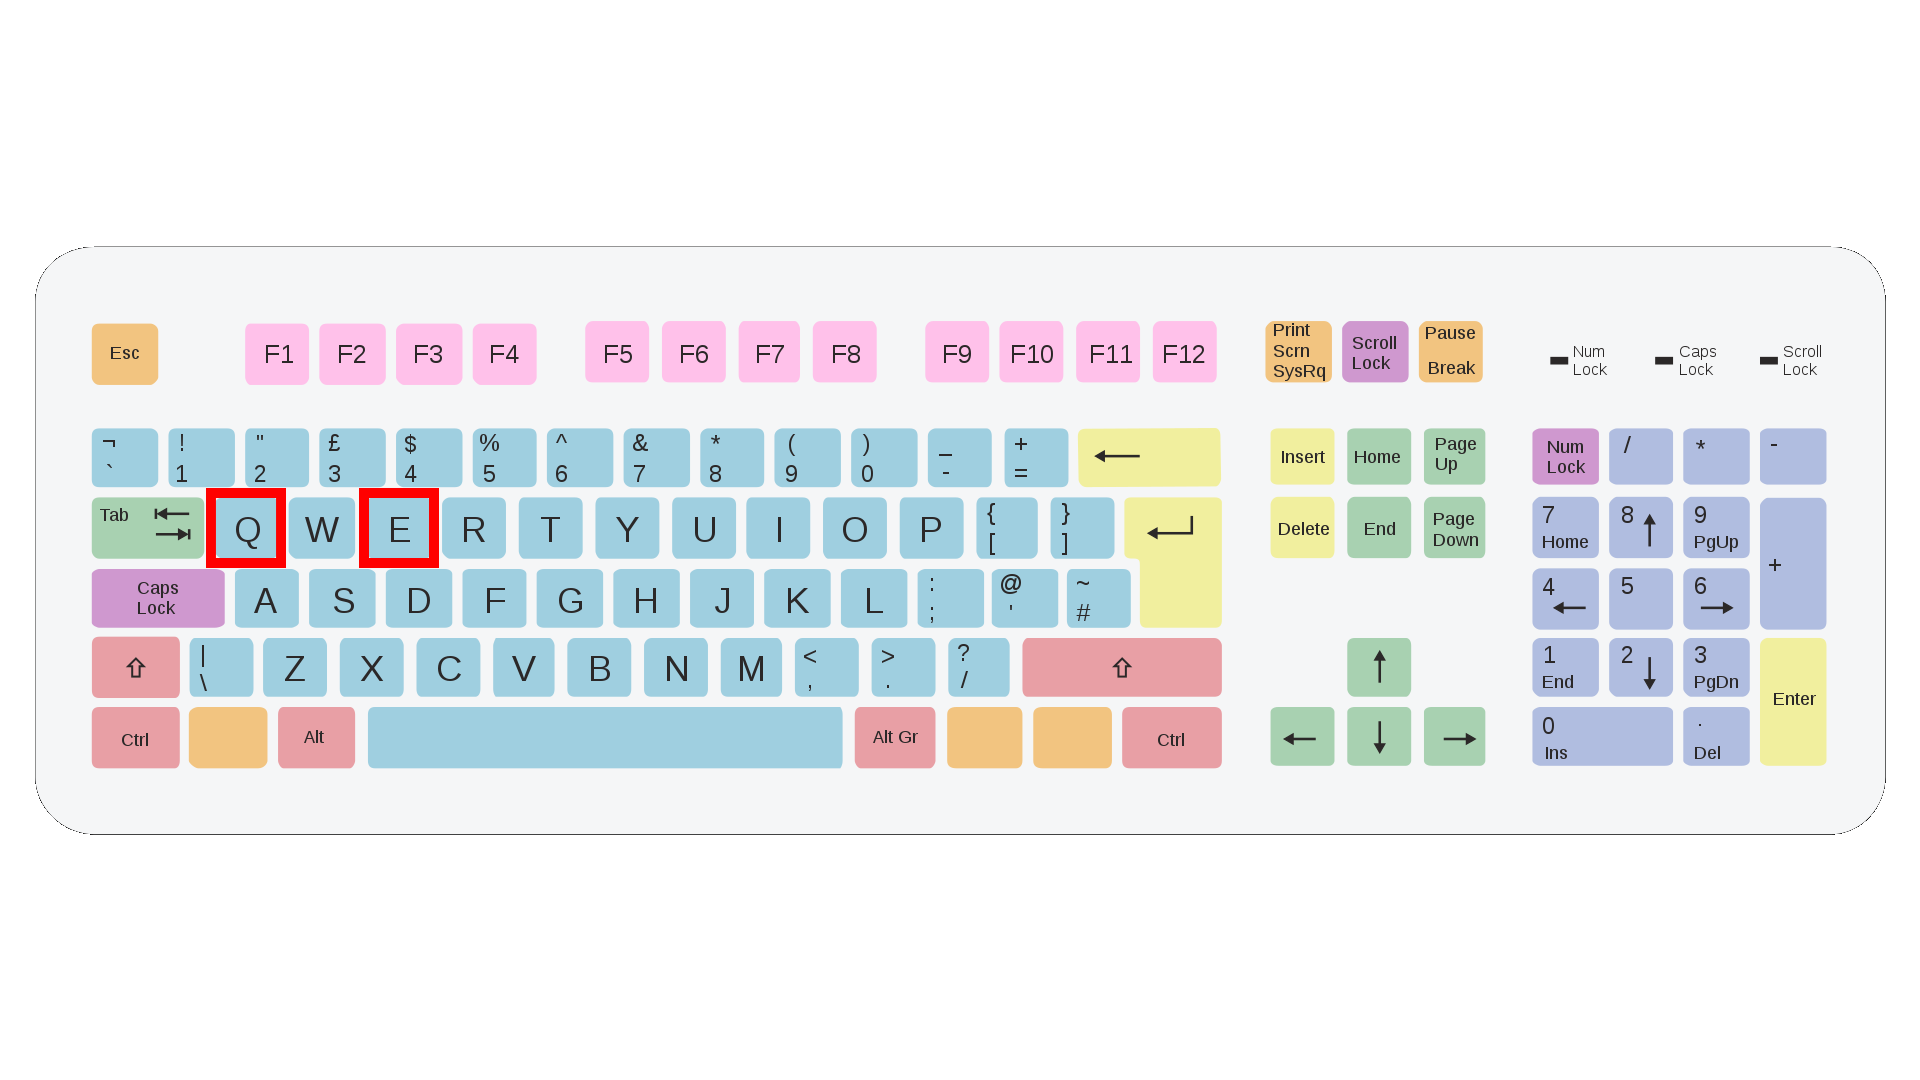 Esc F1 F2 F3 F4 F5 F6 F7 F8 F9 F10 F11 F12
Print
Scrn
SysRq
Scroll
Lock
Pause
Break
Num
Lock
Caps
Lock
Scroll
Lock
¬ ! " £ $ % ^ & * ( ) _ +
` 1 2 3 4 5 6 7 8 9 0 - =
←
Insert Home
Page
Up
Num
Lock
/ * -
Tab
Q W E R T Y U I O P
{ }
[ ]
Delete End
Page
Down
7 8 ↑ 9
Home PgUp
+
Caps
Lock
A S D F G H J K L
: @ ~
; ' #
4 5 6
← →
⇧
|
\
Z X C V B N M
< > ?
, . /
⇧
↑
1 2 ↓ 3
End PgDn
Enter
Ctrl Alt Alt Gr Ctrl
← ↓ →
0 .
Ins Del